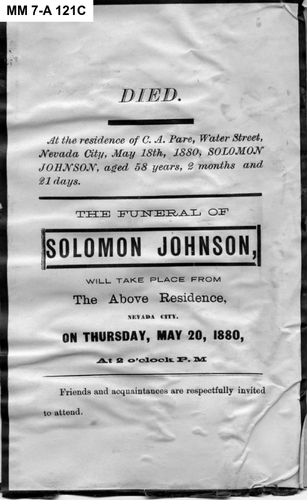 MM 7-A 121C
DIED.
At the residence of C. A. Pare, Water Street,
Nevada City, May 18th, 1880, SOLOMON
JOHNSON, aged 58 years, 2 months and
21 days.
THE FUNERAL OF
SOLOMON JOHNSON,
WILL TAKE PLACE FROM
The Above Residence,
NEVADA CITY.
ON THURSDAY, MAY 20, 1880,
At 2 o'clock P. M
Friends and acquaintances are respectfully invited
to attend.